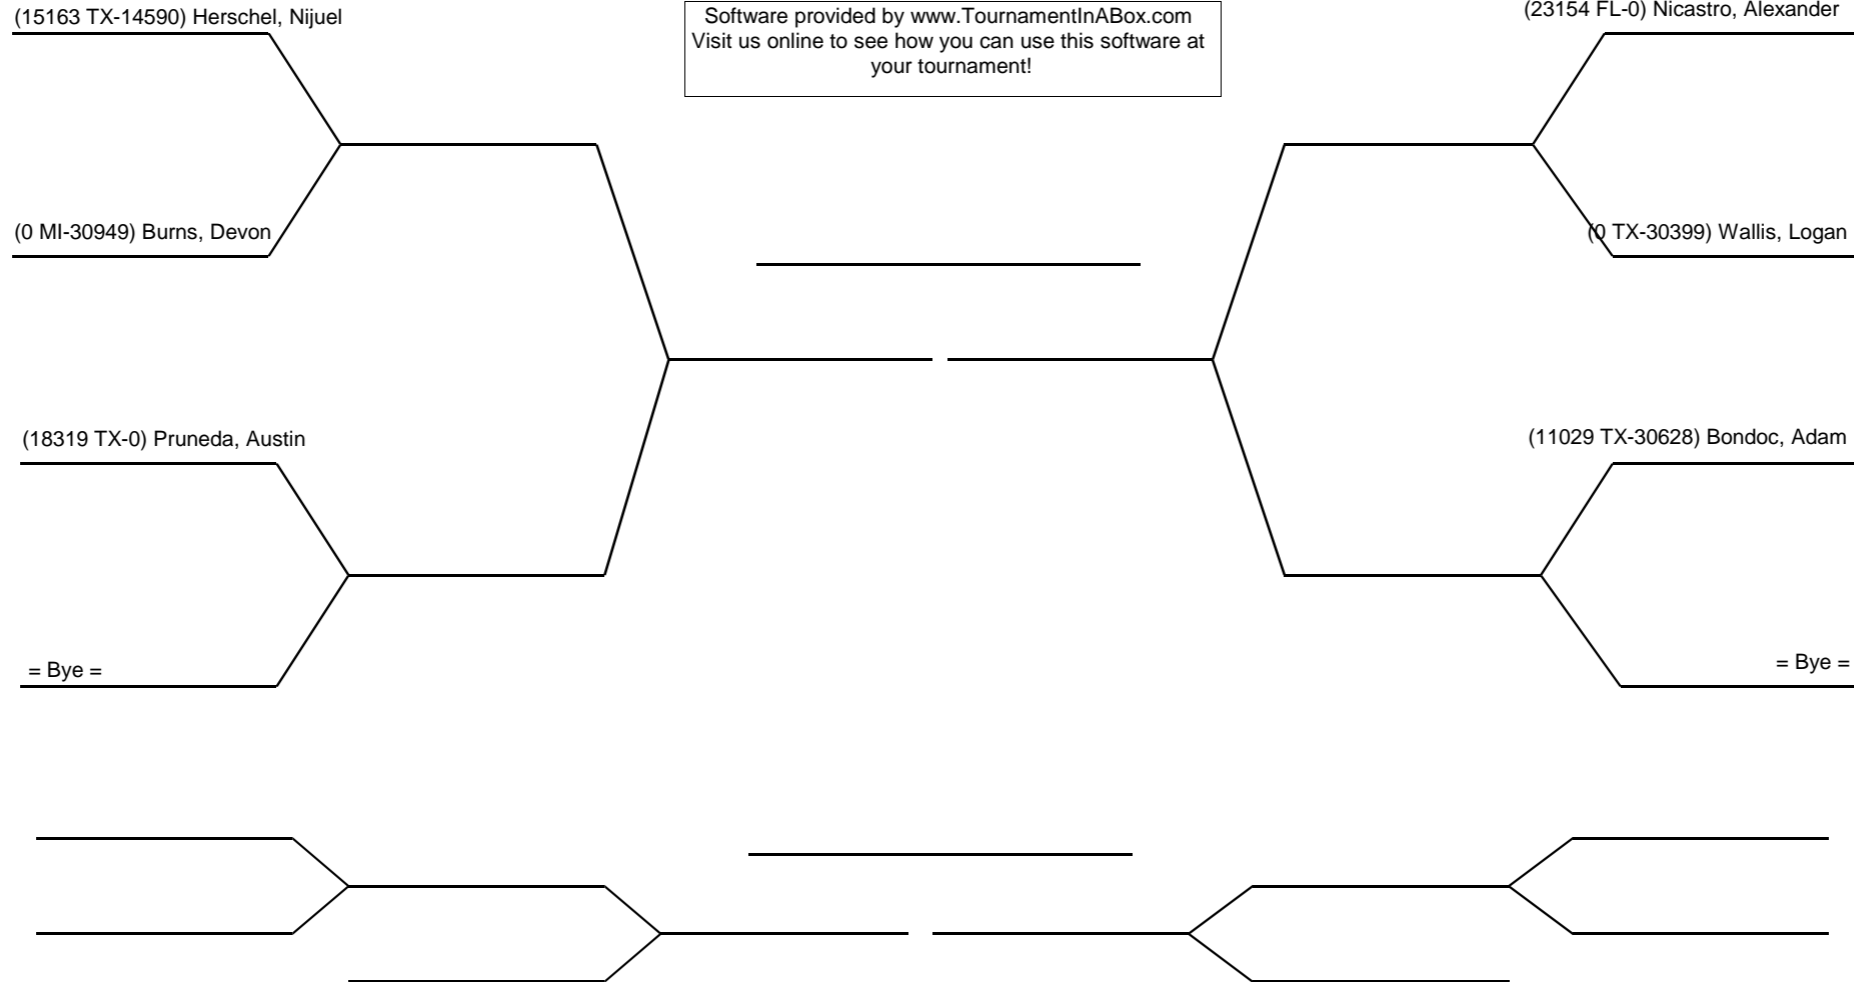 (15163 TX-14590) Herschel, Nijuel
Software provided by www.TournamentInABox.com
Visit us online to see how you can use this software at
your tournament!
(23154 FL-0) Nicastro, Alexander
(0 MI-30949) Burns, Devon
(0 TX-30399) Wallis, Logan
(18319 TX-0) Pruneda, Austin
(11029 TX-30628) Bondoc, Adam
= Bye =
= Bye =